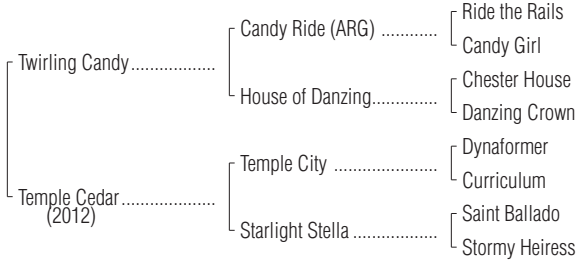 Ride the Rails
Candy Ride (ARG) ............
Candy Girl
Twirling Candy..................
Chester House
House of Danzing..............
Danzing Crown
Dynaformer
Temple City ......................
Curriculum
Temple Cedar....................
(2012)
Saint Ballado
Starlight Stella ..................
Stormy Heiress